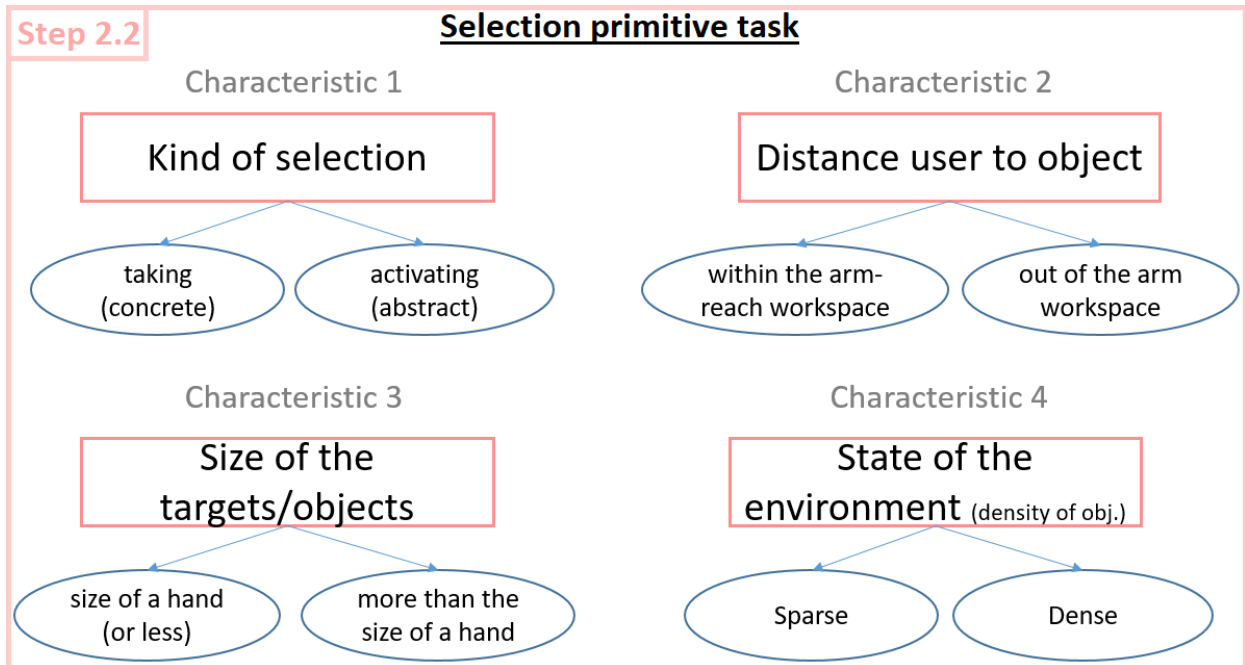 Step 2.2
Selection primitive task
Characteristic 1
Kind of selection
taking
(concrete)
activating
(abstract)
Characteristic 2
Distance user to object
within the arm-
reach workspace
out of the arm
workspace
Characteristic 3
Size of the
targets/objects
size of a hand
(or less)
more than the
size of a hand
Characteristic 4
State of the
environment (density of obj.)
Sparse
Dense